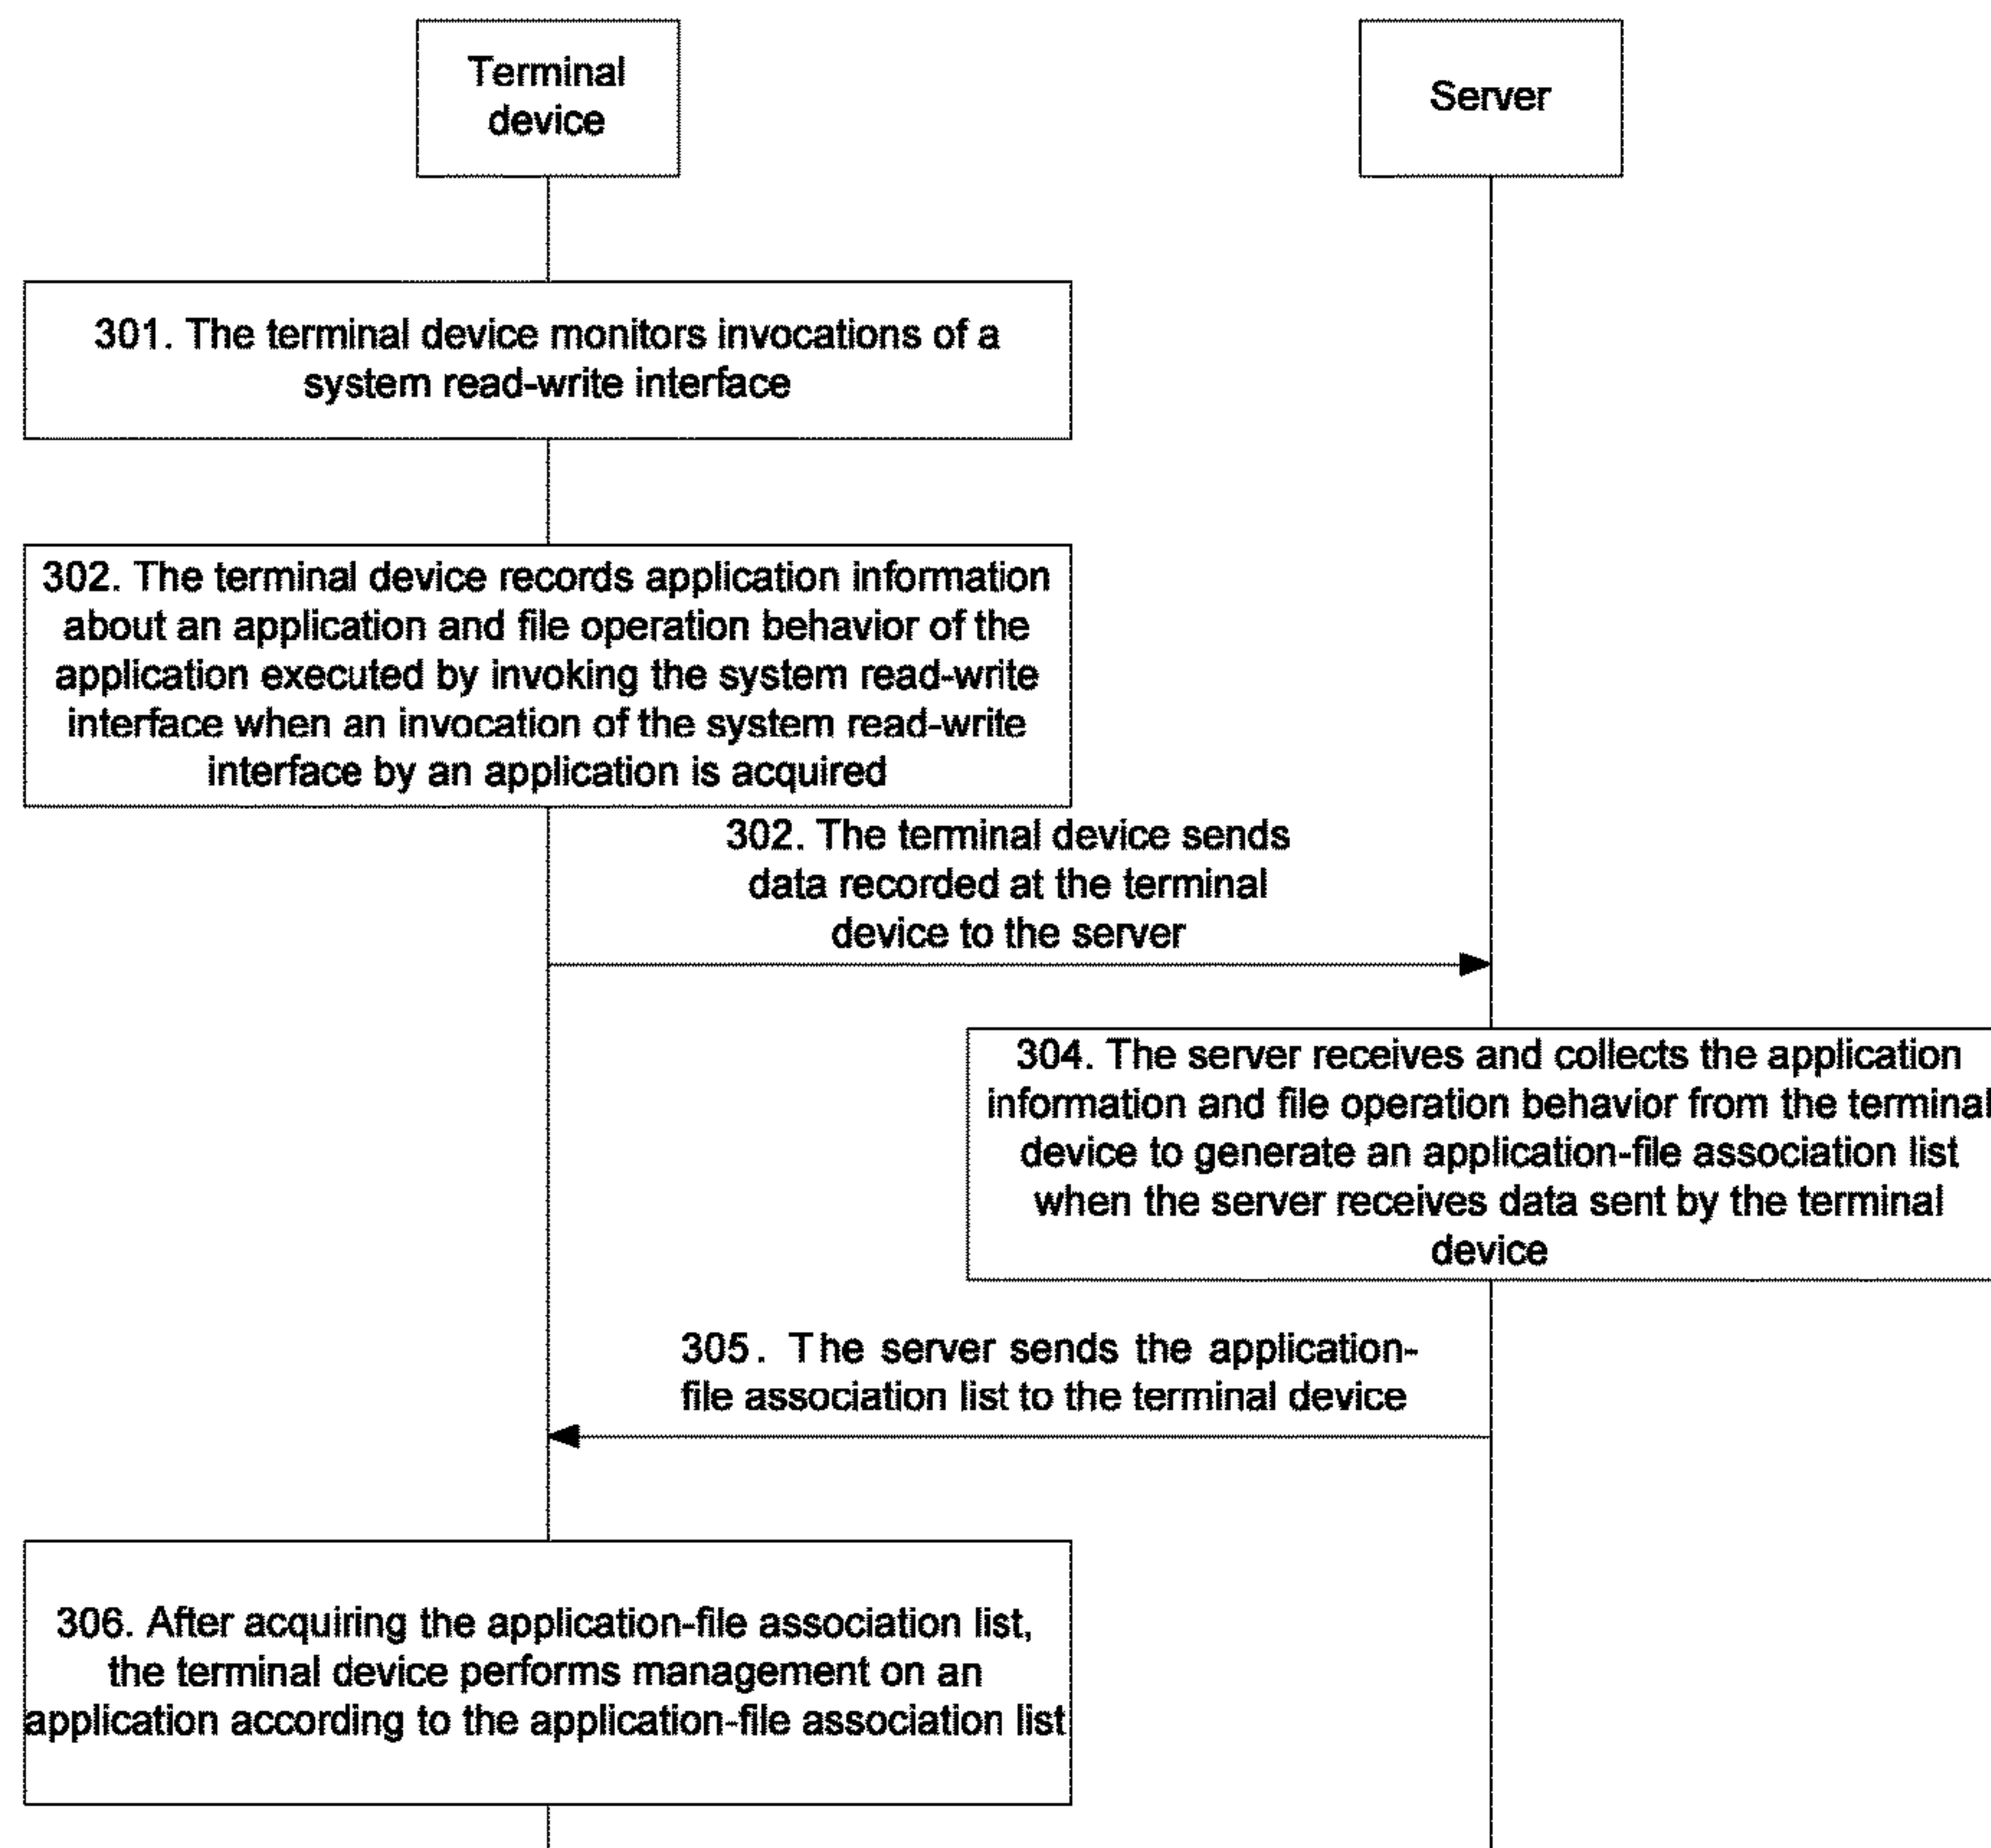 Terminal
device
Server
301. The terminal device monitors invocations of a
system read-write interface
302. The terminal device records application information
about an application and file operation behavior of the
application executed by invoking the system read-write
interface when an invocation of the system read-write
interface by an application is acquired
302. The terminal device sends
data recorded at the terminal
device to the server
304. The server receives and collects the application
information and file operation behavior from the terminal
device to generate an application-file association list
when the server receives data sent by the terminal
device
305. The server sends the application-
file association list to the terminal device
306. After acquiring the application-file association list,
the terminal device performs management on an
application according to the application-file association list